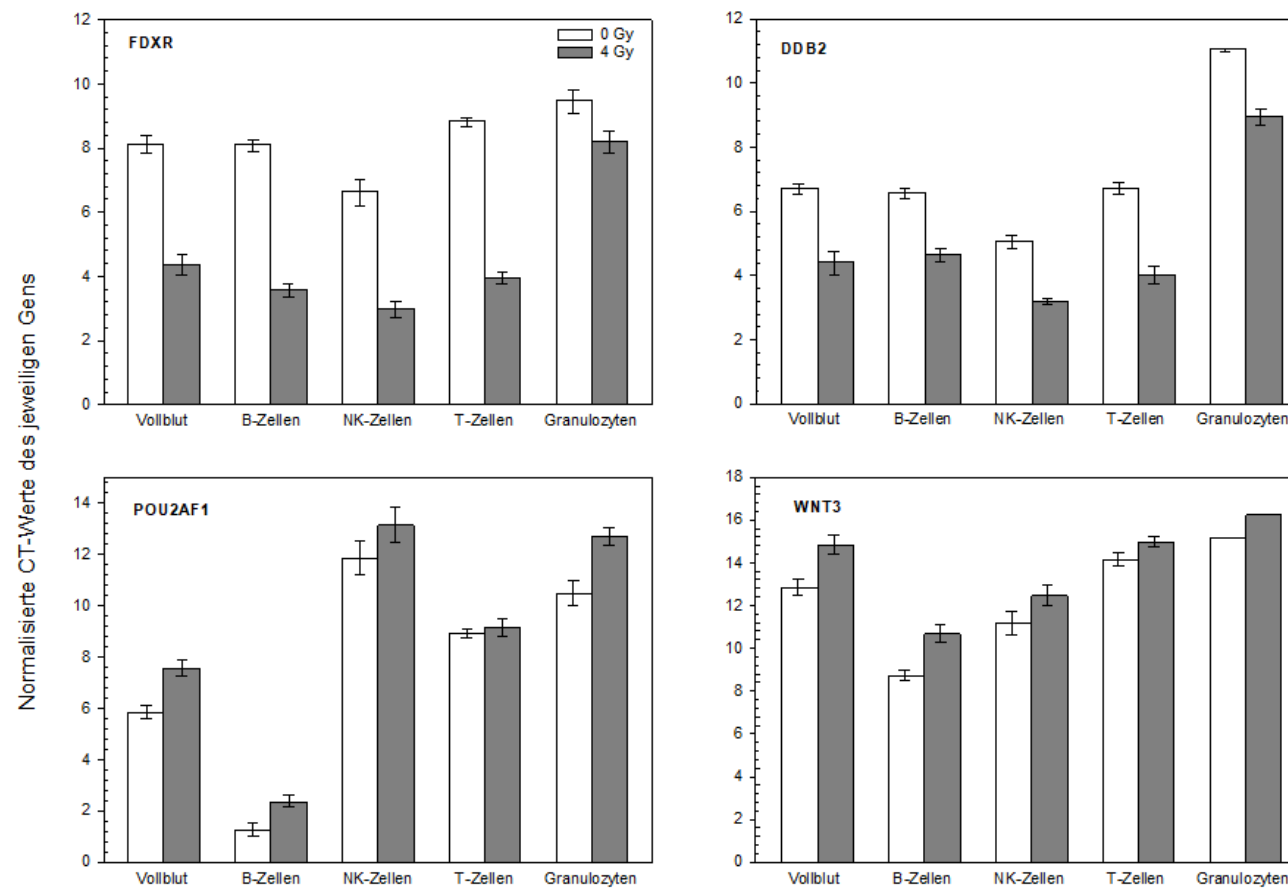 Normalisierte CT-Werte des jeweiligen Gens
FDXR
0 Gy
4 Gy
12
10
8
6
4
2
0
Vollblut B-Zellen NK-Zellen T-Zellen Granulozyten
DDB2
12
10
8
6
4
2
0
Vollblut B-Zellen NK-Zellen T-Zellen Granulozyten
POU2AF1
14
12
10
8
6
4
2
0
Vollblut B-Zellen NK-Zellen T-Zellen Granulozyten
WNT3
18
16
14
12
10
8
6
4
2
0
Vollblut B-Zellen NK-Zellen T-Zellen Granulozyten